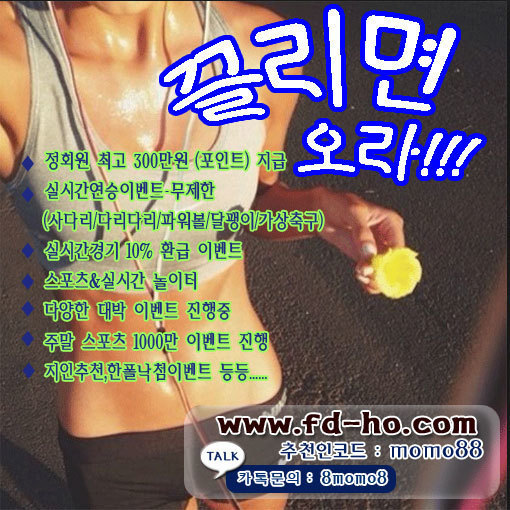 끌리면
오라!!!
정회원 최고 300만원 (포인트) 지급
실시간연승이벤트 무제한
(사다리/다리다리/파워볼/달팽이/가상축구)
실시간경기 10% 환급 이벤트
스포츠&실시간 놀이터
다양한 대박 이벤트 진행중
주말 스포츠 1000만 이벤트 진행
지인추천,한폴낙첨이벤트 등등......
www.fd-ho.com
추천인코드 : momo88
TALK
카톡문의 : 8momo8